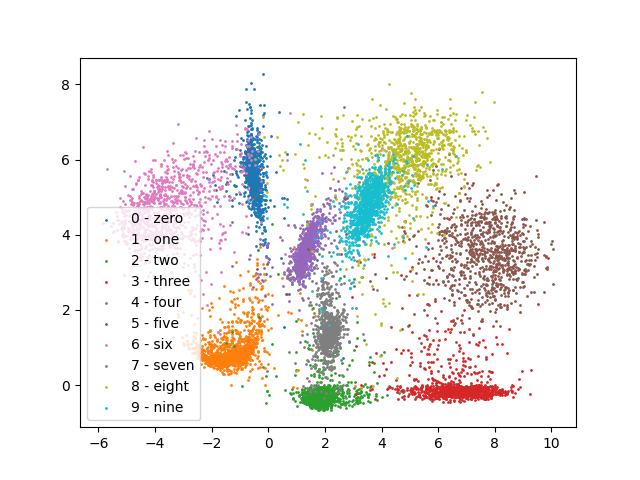 8
6
4
2
0
0 - zero
1 - one
2 - two
3 - three
4 - four
5 - five
6 - six
7 - seven
8 - eight
9 - nine
−6 −4 −2 0 2 4 6 8 10